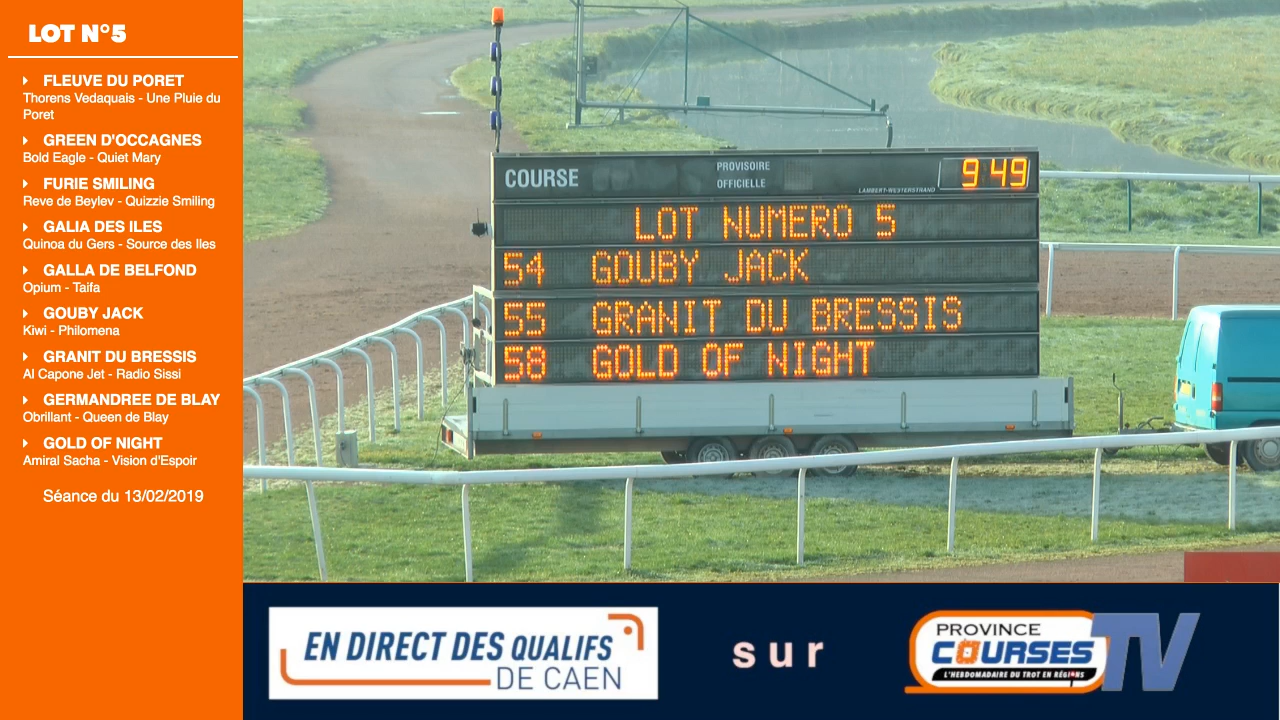 LOT N°5
FLEUVE DU PORET
Thorens Vedaquais - Une Pluie du
Poret
GREEN D'OCCAGNES
Bold Eagle - Quiet Mary
FURIE SMILING
Reve de Beylev - Quizzie Smiling
GALIA DES ILES
Quinoa du Gers - Source des Iles
GALLA DE BELFOND
Opium - Taifa
GOUBY JACK
Kiwi - Philomena
GRANIT DU BRESSIS
Al Capone Jet - Radio Sissi
GERMANDREE DE BLAY
Obrillant - Queen de Blay
GOLD OF NIGHT
Amiral Sacha - Vision d'Espoir
Séance du 13/02/2019
COURSE
PROVISOIRE
OFFICIELLE
LAMBERT-WESTERSTRAND
9 49
LOT NUMERO 5
54 GOUBY JACK
55 GRANIT DU BRESSIS
58 GOLD OF NIGHT
EN DIRECT DES QUALIFS
DE CAEN
sur
PROVINCE
COURSES
L'HEBDOMADAIRE DU TROT EN RÉGIONS
TV